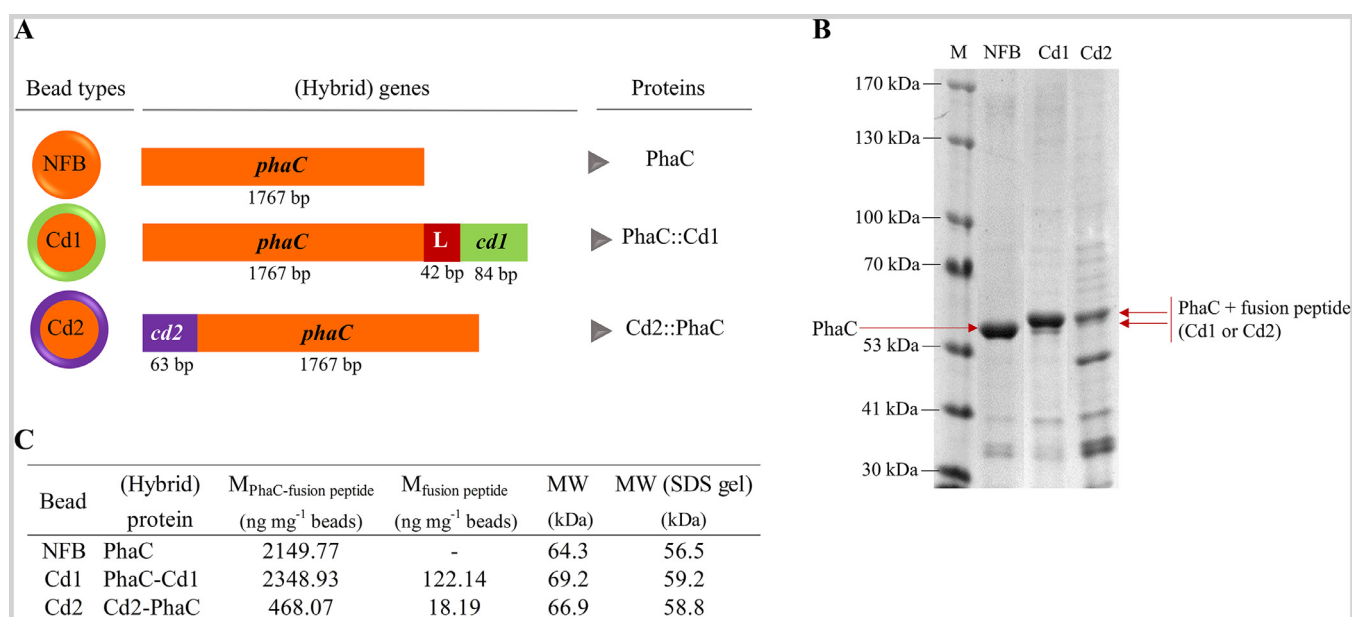 A
Bead types (Hybrid) genes Proteins
NFB phaC PhaC
1767 bp
Cd1 phaC L cd1 PhaC::Cd1
1767 bp 42 bp 84 bp
Cd2 cd2 phaC Cd2::PhaC
63 bp 1767 bp
B
M NFB Cd1 Cd2
170 kDa
130 kDa
100 kDa
70 kDa
PhaC + fusion peptide
PhaC
(Cd1 or Cd2)
53 kDa
41 kDa
30 kDa
C
Bead (Hybrid) protein MPhaC-fusion peptide Mfusion peptide MW MW (SDS gel)
(ng mg-1 beads) (ng mg-1 beads) (kDa) (kDa)
NFB PhaC 2149.77 - 64.3 56.5
Cd1 PhaC-Cd1 2348.93 122.14 69.2 59.2
Cd2 Cd2-PhaC 468.07 18.19 66.9 58.8